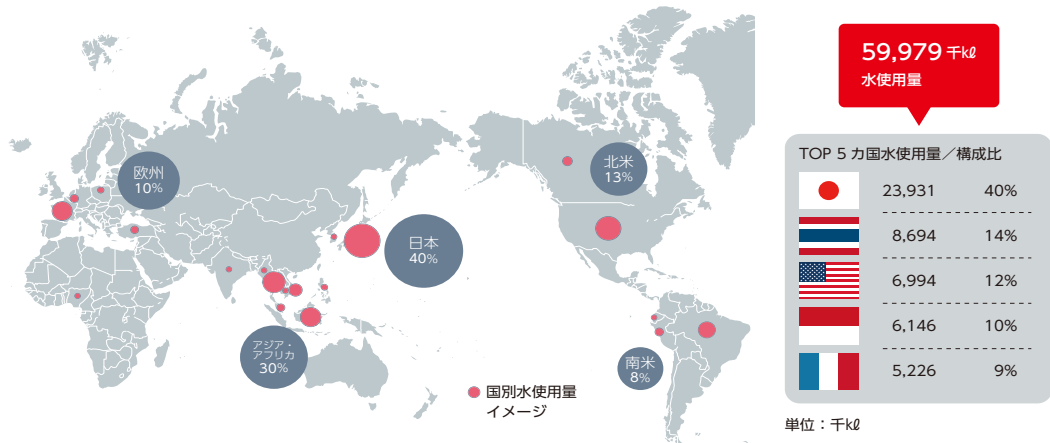 欧州
10%
日本
40%
アジア・
アフリカ
30%
北米
13%
南米
8%
国別水使用量
イメージ
59,979 千kℓ
水使用量
TOP 5 カ国水使用量／構成比
23,931 40%
8,694 14%
6,994 12%
6,146 10%
5,226 9%
単位：千kℓ